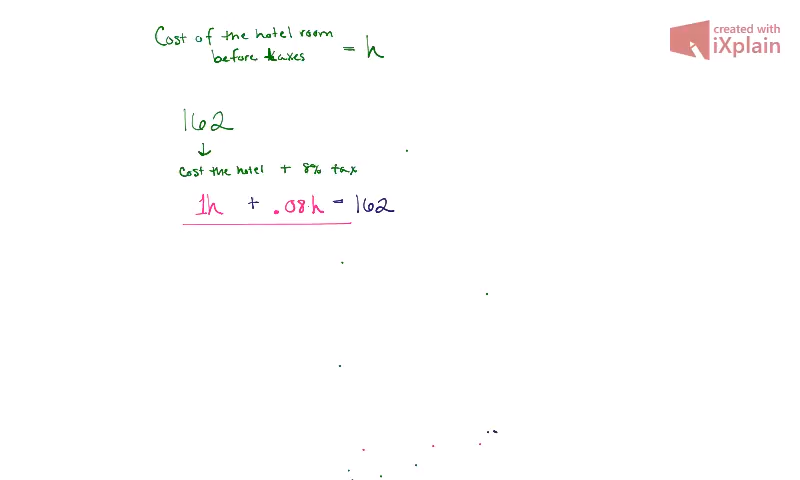 Cost of the hotel room
before taxes = h
created with
iXplain
162
↓
Cost the hotel + 8% tax
1h + .08h = 162